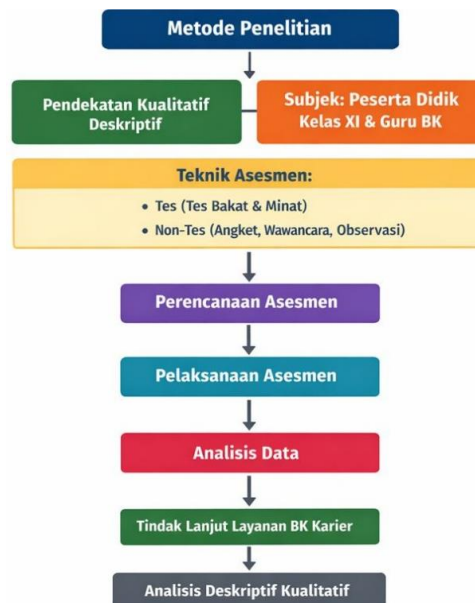 Metode Penelitian
Pendekatan Kualitatif
Deskriptif
Subjek: Peserta Didik
Kelas XI & Guru BK
Teknik Asesmen:
• Tes (Tes Bakat & Minat)
• Non-Tes (Angket, Wawancara, Observasi)
Perencanaan Asesmen
Pelaksanaan Asesmen
Analisis Data
Tindak Lanjut Layanan BK Karier
Analisis Deskriptif Kualitatif